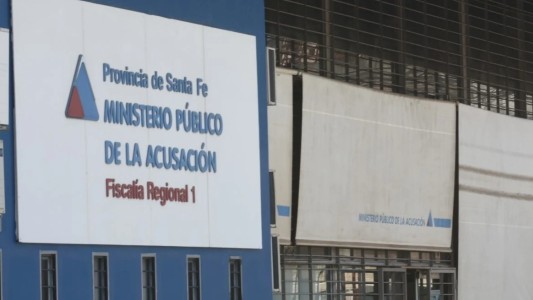 Provincia de Santa Fe
MINISTERIO PÚBLICO
DE LA ACUSACIÓN
Fiscalía Regional 1
MINISTERIO PÚBLICO DE LA ACUSACIÓN